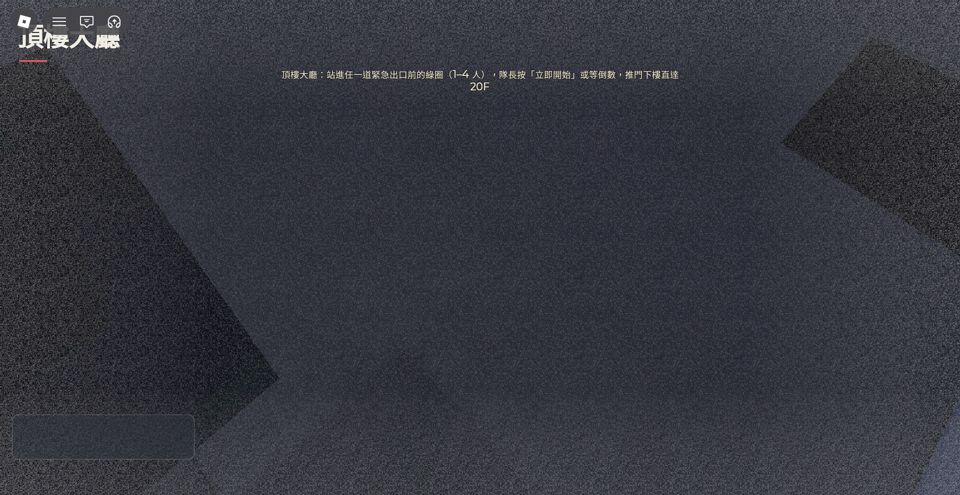 頂樓大廳
頂樓大廳：站進任一道緊急出口前的綠圈（1–4 人），隊長按「立即開始」或等倒數，推門下樓直達
20F